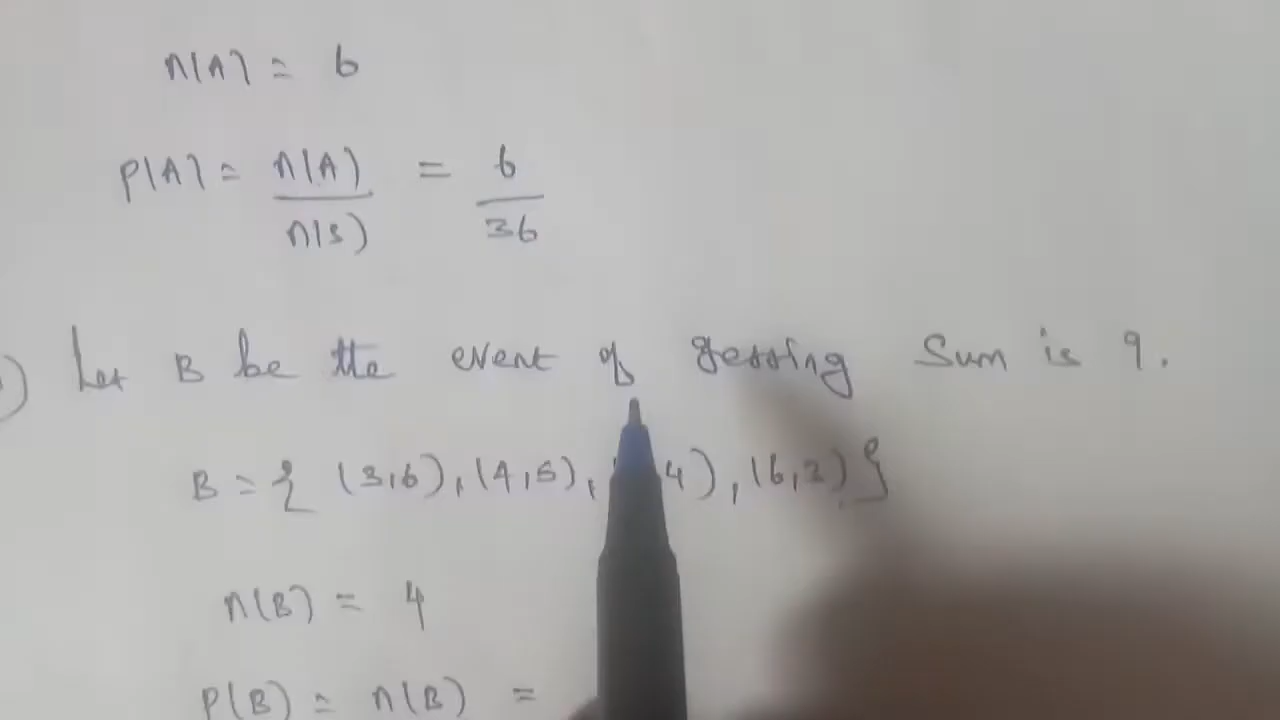 n(A) = 6
P(A) = n(A)/n(S) = 6/36
) Let B be the event of getting Sum is 9.
B = { (3,6), (4,5), 4), (6,3) }
n(B) = 4
P(B) = n(B) =